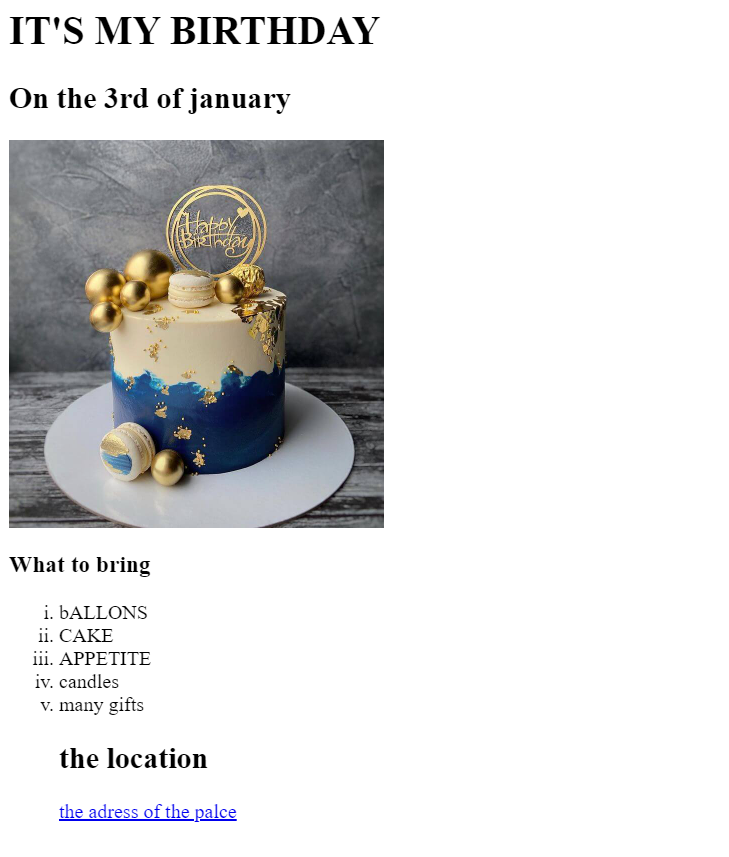 IT'S MY BIRTHDAY
On the 3rd of january
Happy
Birthday
What to bring
i. bALLONS
ii. CAKE
iii. APPETITE
iv. candles
v. many gifts
the location
the adress of the palce